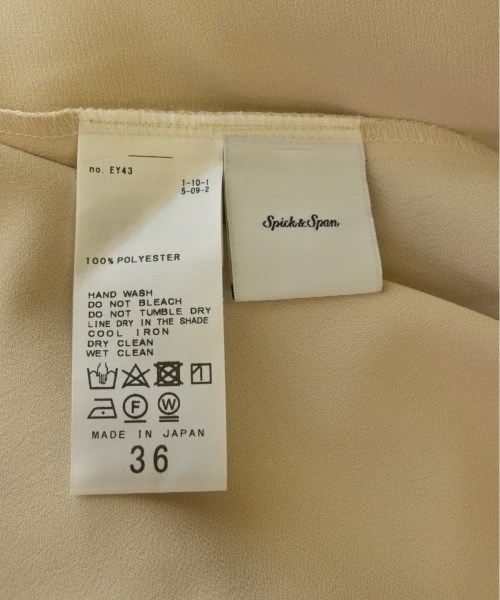 no. EY43
1-10-1
5-09-2
Spick & Span
100% POLYESTER
HAND WASH
DO NOT BLEACH
DO NOT TUMBLE DRY
LINE DRY IN THE SHADE
COOL IRON
DRY CLEAN
WET CLEAN
F W
MADE IN JAPAN
36